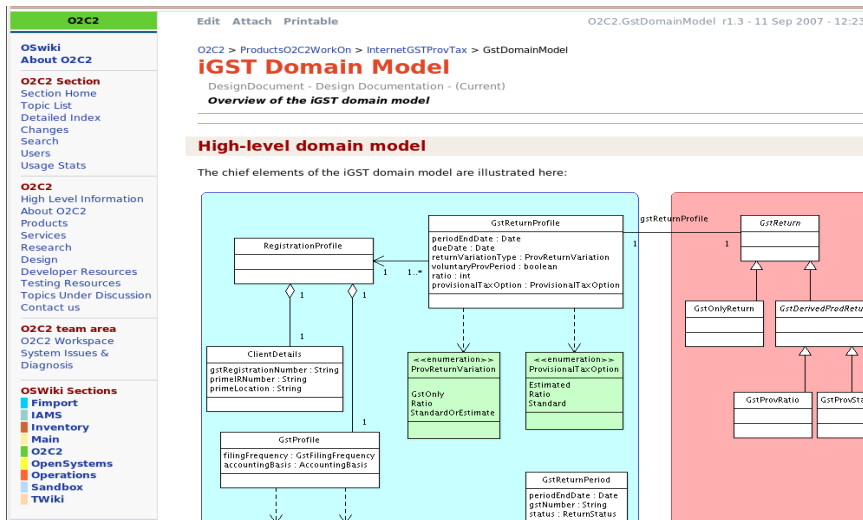 O2C2
OSwiki
About O2C2
O2C2 Section
Section Home
Topic List
Detailed Index
Changes
Search
Users
Usage Stats
O2C2
High Level Information
About O2C2
Products
Services
Research
Design
Developer Resources
Testing Resources
Topics Under Discussion
Contact us
O2C2 team area
O2C2 Workspace
System Issues &
Diagnosis
OSWiki Sections
Fimport
IAMS
Inventory
Main
O2C2
OpenSystems
Operations
Sandbox
TWiki
Edit Attach Printable
O2C2.GstDomainModel r1.3 - 11 Sep 2007 - 12:23
O2C2 > ProductsO2C2WorkOn > InternetGSTProvTax > GstDomainModel
iGST Domain Model
DesignDocument - Design Documentation - (Current)
Overview of the iGST domain model
High-level domain model
The chief elements of the iGST domain model are illustrated here:
RegistrationProfile
1
1..*
GstReturnProfile
periodEndDate : Date
dueDate : Date
returnVariationType : ProvReturnVariation
voluntaryProvPeriod : boolean
ratio : int
provisionalTaxOption : ProvisionalTaxOption
gstReturnProfile
1
1
GstReturn
1
1
GstOnlyReturn
GstDerivedProdRetu
1
ClientDetails
gstRegistrationNumber : String
primeIRNumber : String
primeLocation : String
<<enumeration>>
ProvReturnVariation
GstOnly
Ratio
StandardOrEstimate
<<enumeration>>
ProvisionalTaxOption
Estimated
Ratio
Standard
GstProvRatio
GstProvSta
1
GstProfile
filingFrequency : GstFilingFrequency
accountingBasis : AccountingBasis
GstReturnPeriod
periodEndDate : Date
gstNumber : String
status : ReturnStatus